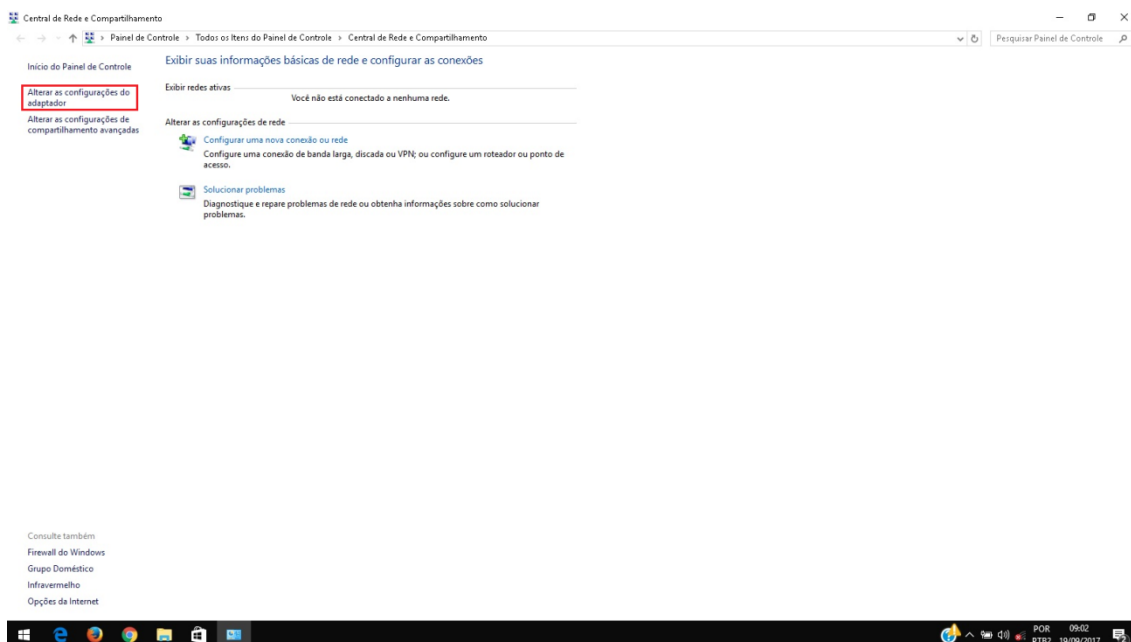 Central de Rede e Compartilhamento
Painel de Controle > Todos os Itens do Painel de Controle > Central de Rede e Compartilhamento
Pesquisar Painel de Controle
Início do Painel de Controle
Alterar as configurações do
adaptador
Alterar as configurações de
compartilhamento avançadas
Exibir suas informações básicas de rede e configurar as conexões
Exibir redes ativas
Você não está conectado a nenhuma rede.
Alterar as configurações de rede
Configurar uma nova conexão ou rede
Configure uma conexão de banda larga, discada ou VPN; ou configure um roteador ou ponto de
acesso.
Solucionar problemas
Diagnostique e repare problemas de rede ou obtenha informações sobre como solucionar
problemas.
Consulte também
Firewall do Windows
Grupo Doméstico
Infravermelho
Opções da Internet
POR 09:02
PTB2 19/09/2017